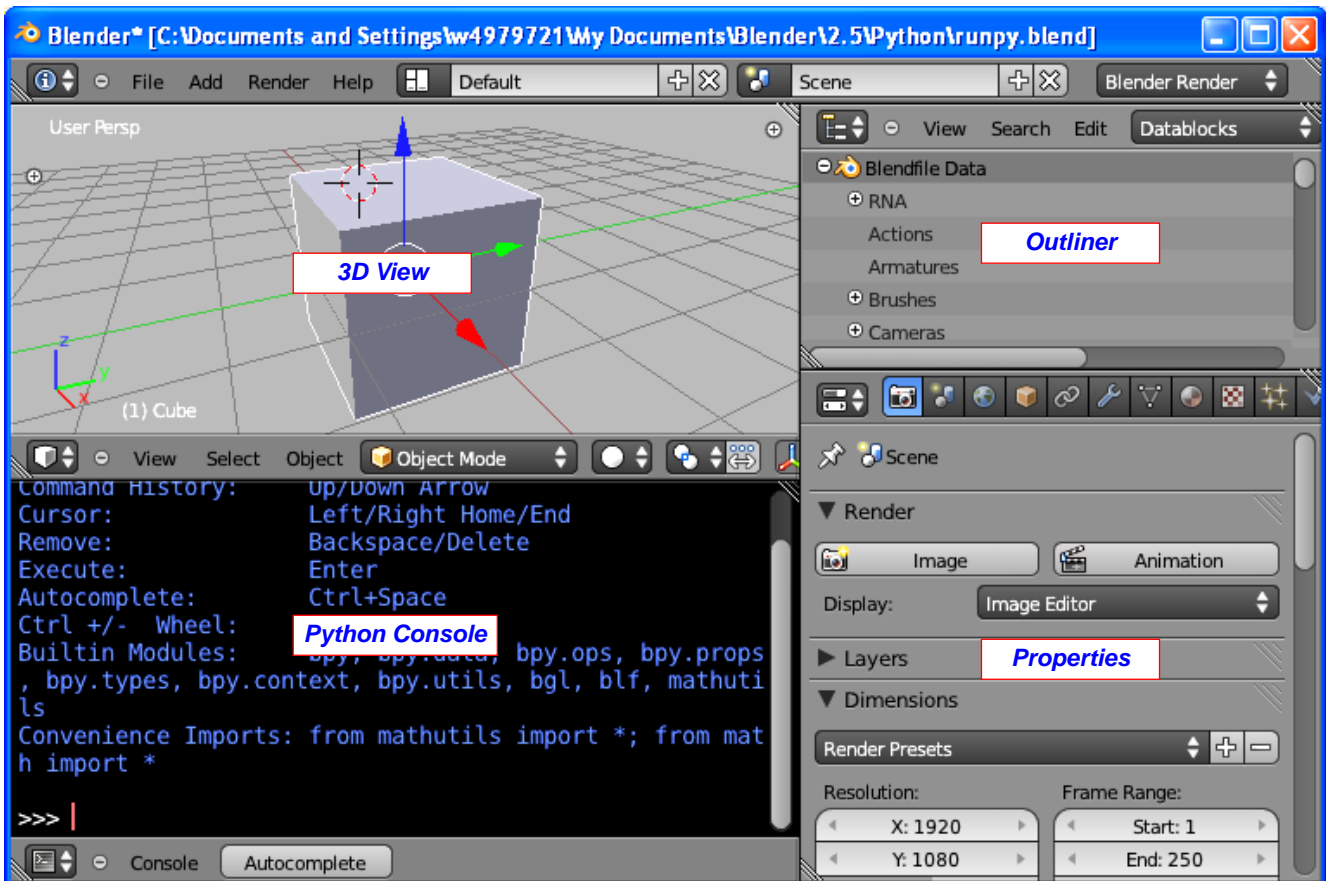 Blender* [C:\Documents and Settings\w4979721\My Documents\Blender\2.5\Python\runpy.blend]
File Add Render Help Default Scene Blender Render
User Persp
3D View
z
y
x
(1) Cube
View Select Object Object Mode
View Search Edit Datablocks
Blendfile Data
RNA
Actions
Outliner
Armatures
Brushes
Cameras
Command History: Up/Down Arrow
Cursor: Left/Right Home/End
Remove: Backspace/Delete
Execute: Enter
Autocomplete: Ctrl+Space
Ctrl +/- Wheel:
Python Console
Builtin Modules: bpy, bpy.data, bpy.ops, bpy.props
, bpy.types, bpy.context, bpy.utils, bgl, blf, mathuti
ls
Convenience Imports: from mathutils import *; from mat
h import *
>>>
Console Autocomplete
Scene
Render
Image Animation
Display: Image Editor
Layers
Properties
Dimensions
Render Presets
Resolution: Frame Range:
X: 1920 Start: 1
Y: 1080 End: 250